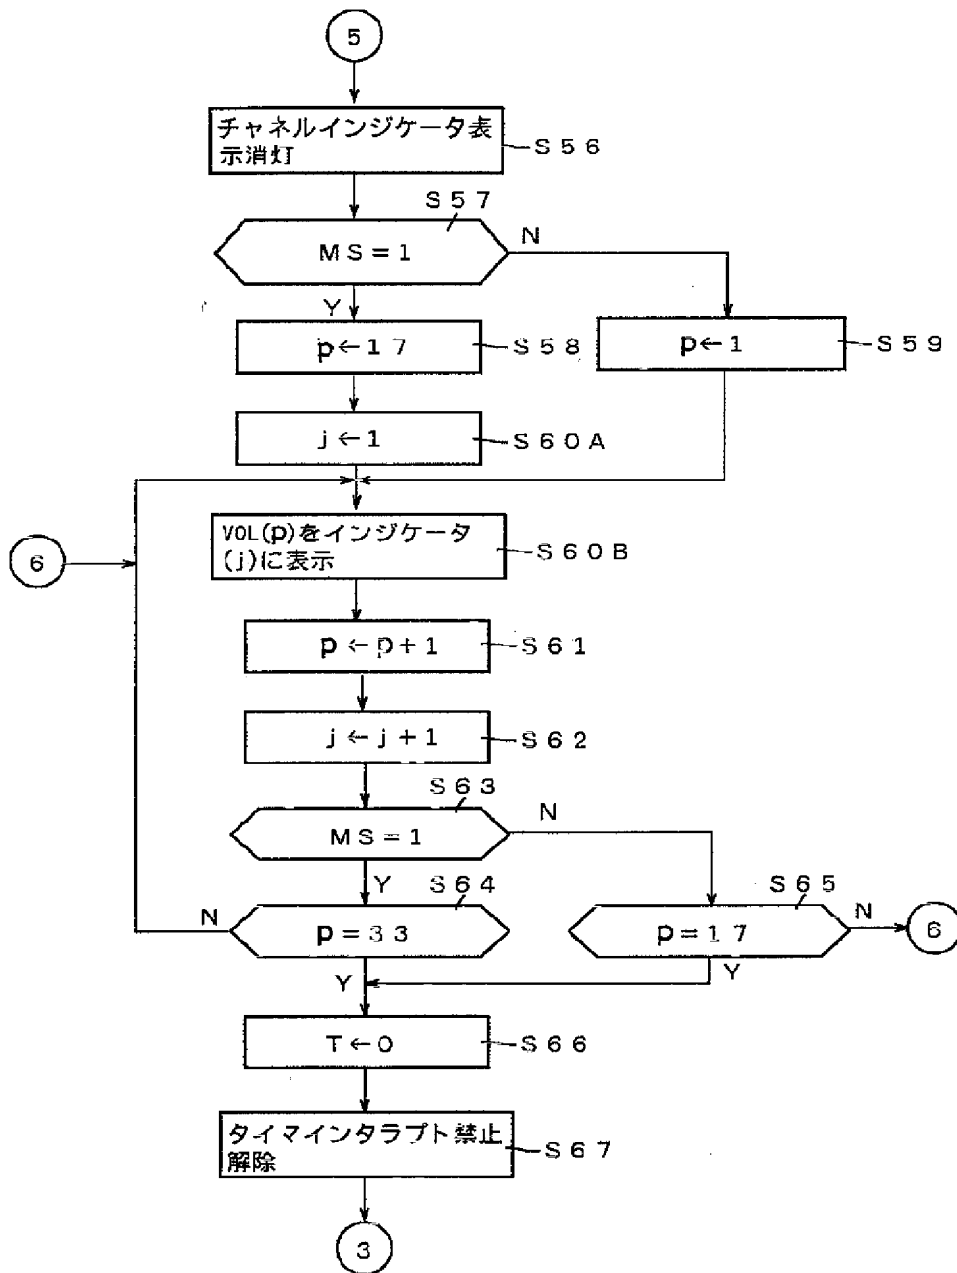 5
チャネルインジケータ表
示消灯
S56
S57
MS=1
N
Y
p←17
S58
p←1
S59
j←1
S60A
VOL(p)をインジケータ
(j)に表示
S60B
6
p←p+1
S61
j←j+1
S62
S63
MS=1
N
Y
S64
S65
N
p=33
p=17
N
6
Y
Y
T←0
S66
タイマインタラプト禁止
解除
S67
3